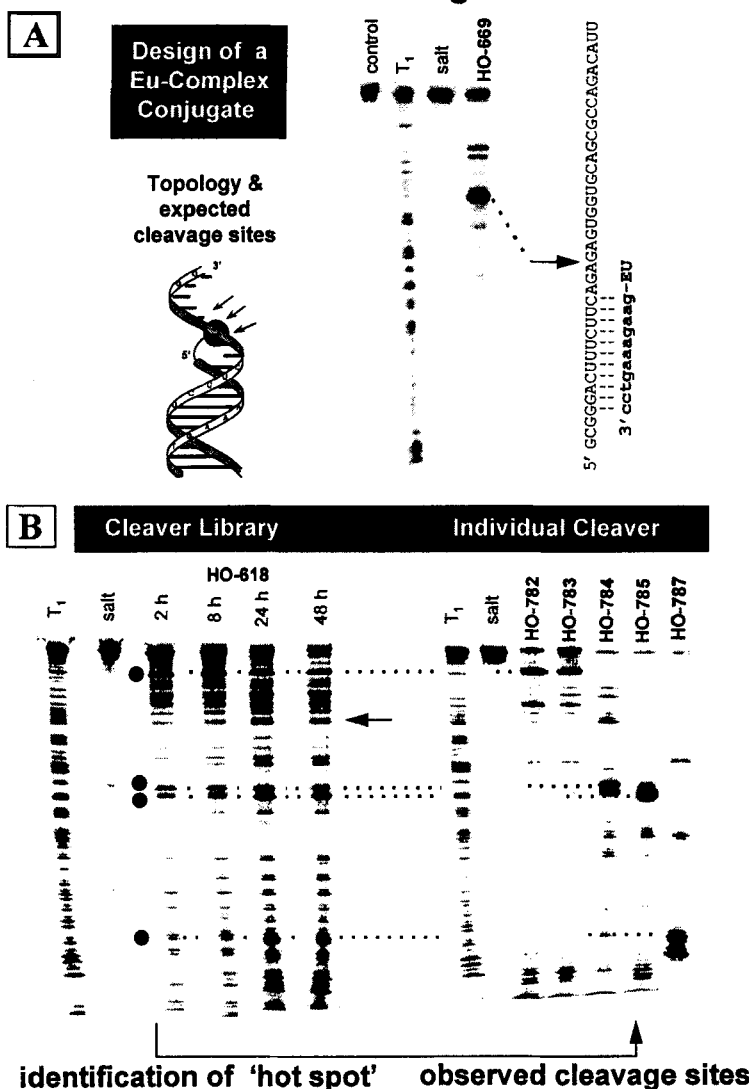 A
Design of a
Eu-Complex
Conjugate
control
T1
salt
HO-669
Topology &
expected
cleavage sites
3'
5'
5' GCGGGACUUUCUUCAGAGAGUGGUGCAGCGCCAGACAUU
3'cctgaaagaag-EU
B
Cleaver Library
Individual Cleaver
HO-618
T1
salt
2 h
8 h
24 h
48 h
T1
salt
HO-782
HO-783
HO-784
HO-785
HO-787
identification of 'hot spot'
observed cleavage sites